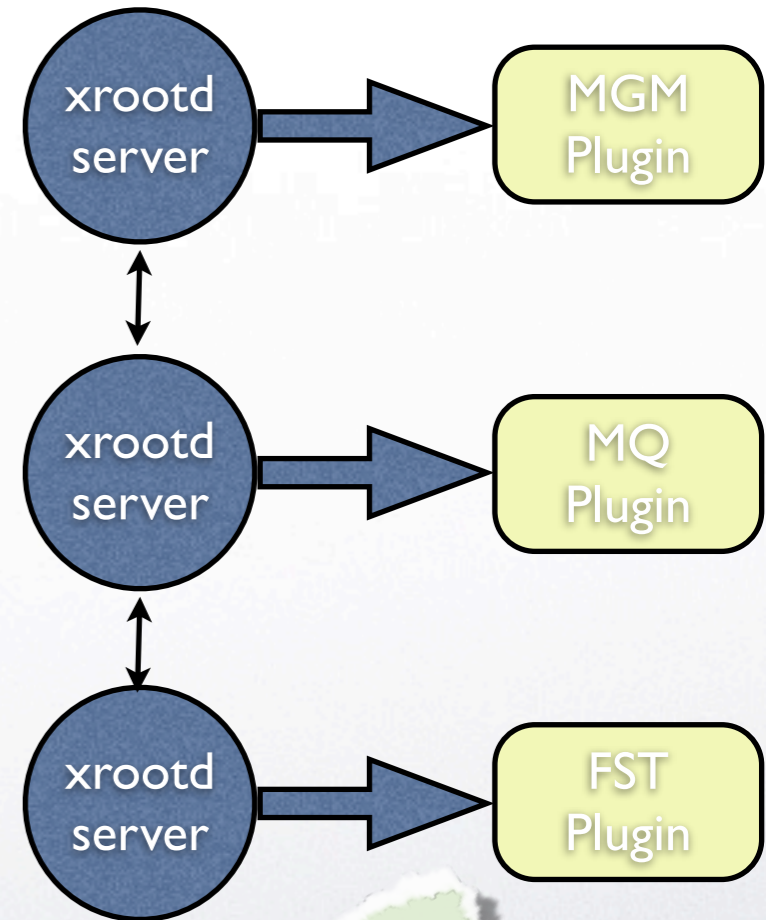 xrootd
server
MGM
Plugin
xrootd
server
MQ
Plugin
xrootd
server
FST
Plugin